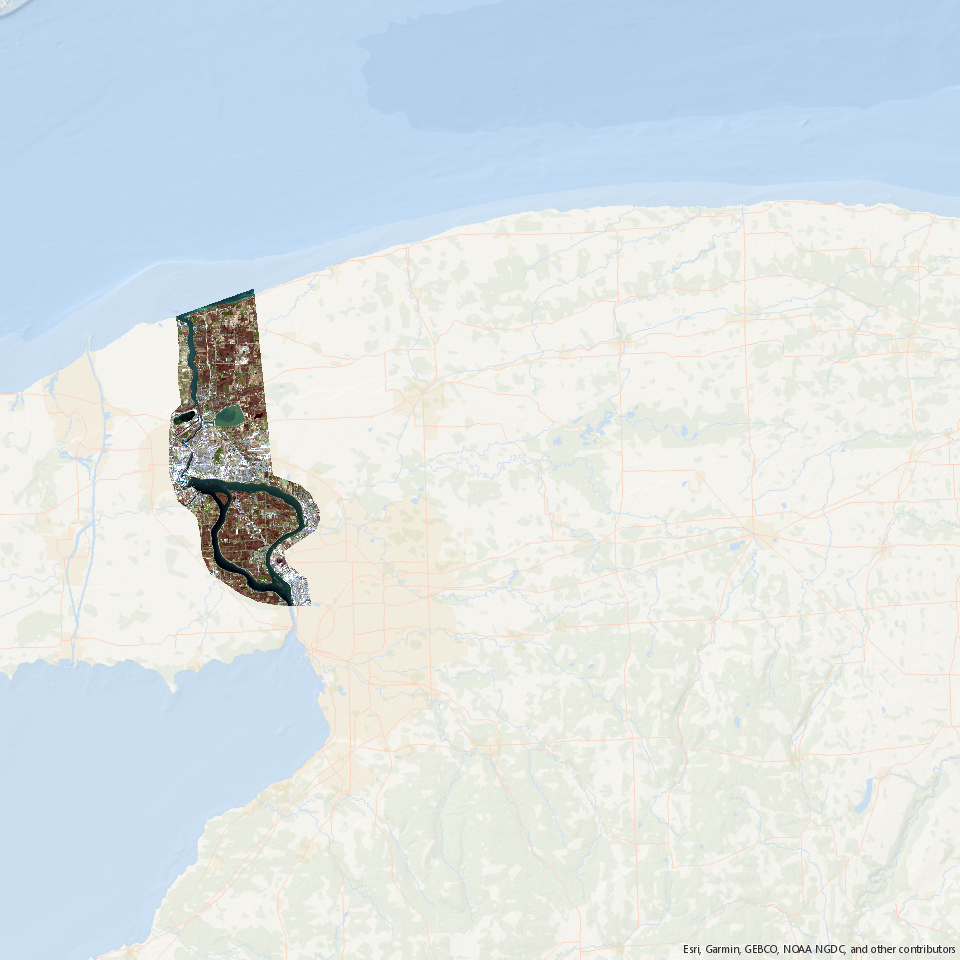 Esri, Garmin, GEBCO, NOAA NGDC, and other contributors